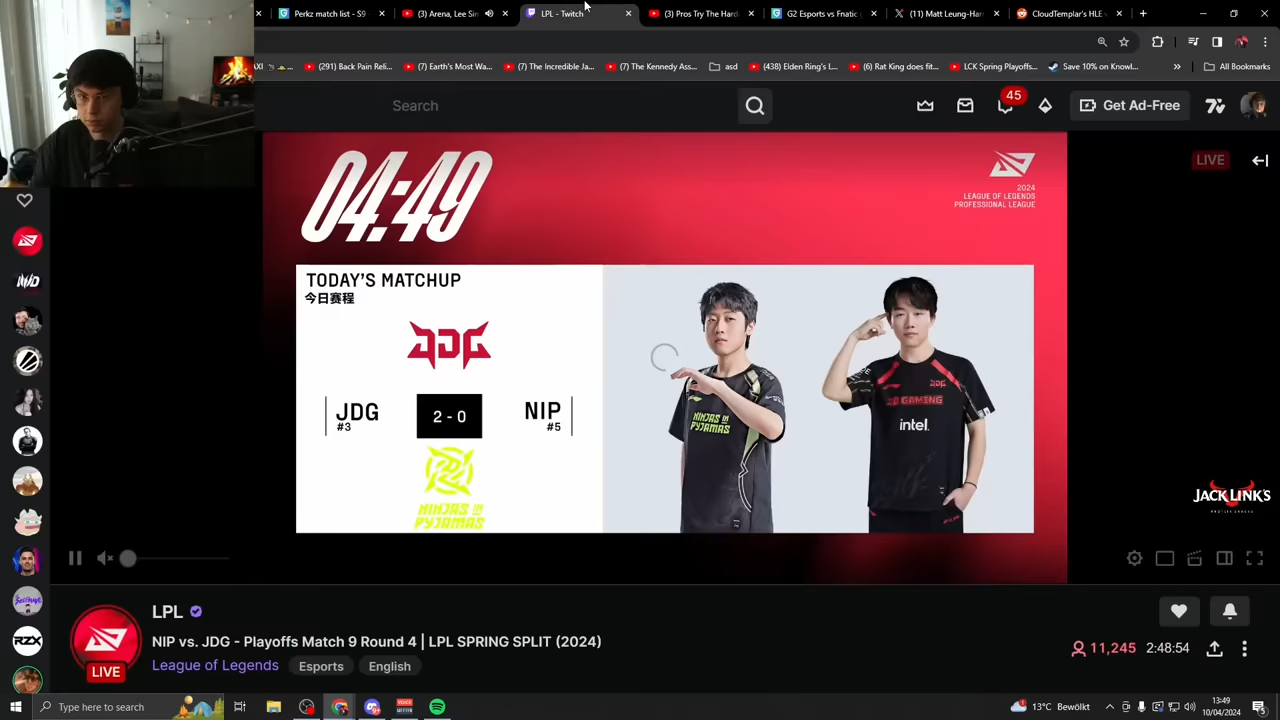 Perkz match list - S9
(3) Arena, Lee Sin
LPL - Twitch
(3) Pros Try The Hard
G2 Esports vs Fnatic
(11) Matt Leung-Har
CloudTemplar's HLE
(291) Back Pain Reli...
(7) Earth's Most Wa...
(7) The Incredible Ja...
(7) The Kennedy Ass...
asd
(438) Elden Ring's L...
(6) Rat King does fit...
LCK Spring Playoffs...
Save 10% on Knowl...
All Bookmarks
Search
45
Get Ad-Free
04:49
2024
LEAGUE OF LEGENDS
PROFESSIONAL LEAGUE
LIVE
TODAY'S MATCHUP
今日赛程
JDG
JDG
#3
2 - 0
NIP
#5
NINJAS IN
PYJAMAS
NINJAS IN
PYJAMAS
JDG
JD GAMING
intel.
JACK LINK'S
RZX
LPL
NIP vs. JDG - Playoffs Match 9 Round 4 | LPL SPRING SPLIT (2024)
League of Legends
Esports
English
LIVE
11,245
2:48:54
Type here to search
13°C Bewölkt
13:49
10/04/2024